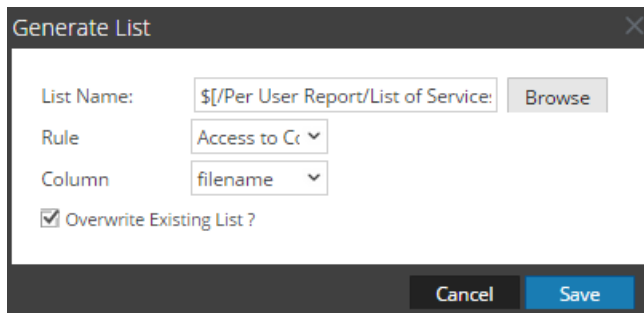 Generate List
List Name: $[/Per User Report/List of Service: Browse
Rule Access to Co
Column filename
Overwrite Existing List ?
Cancel Save